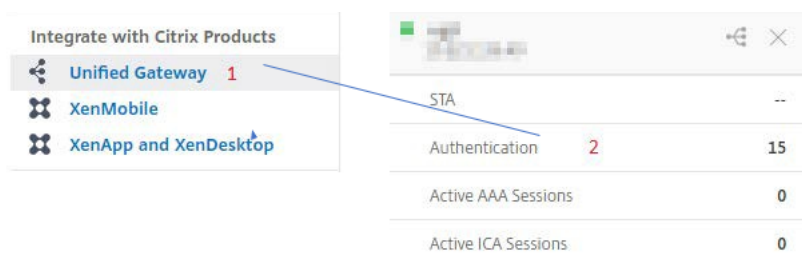 Integrate with Citrix Products
Unified Gateway 1
XenMobile
XenApp and XenDesktop
STA --
Authentication 2 15
Active AAA Sessions 0
Active ICA Sessions 0